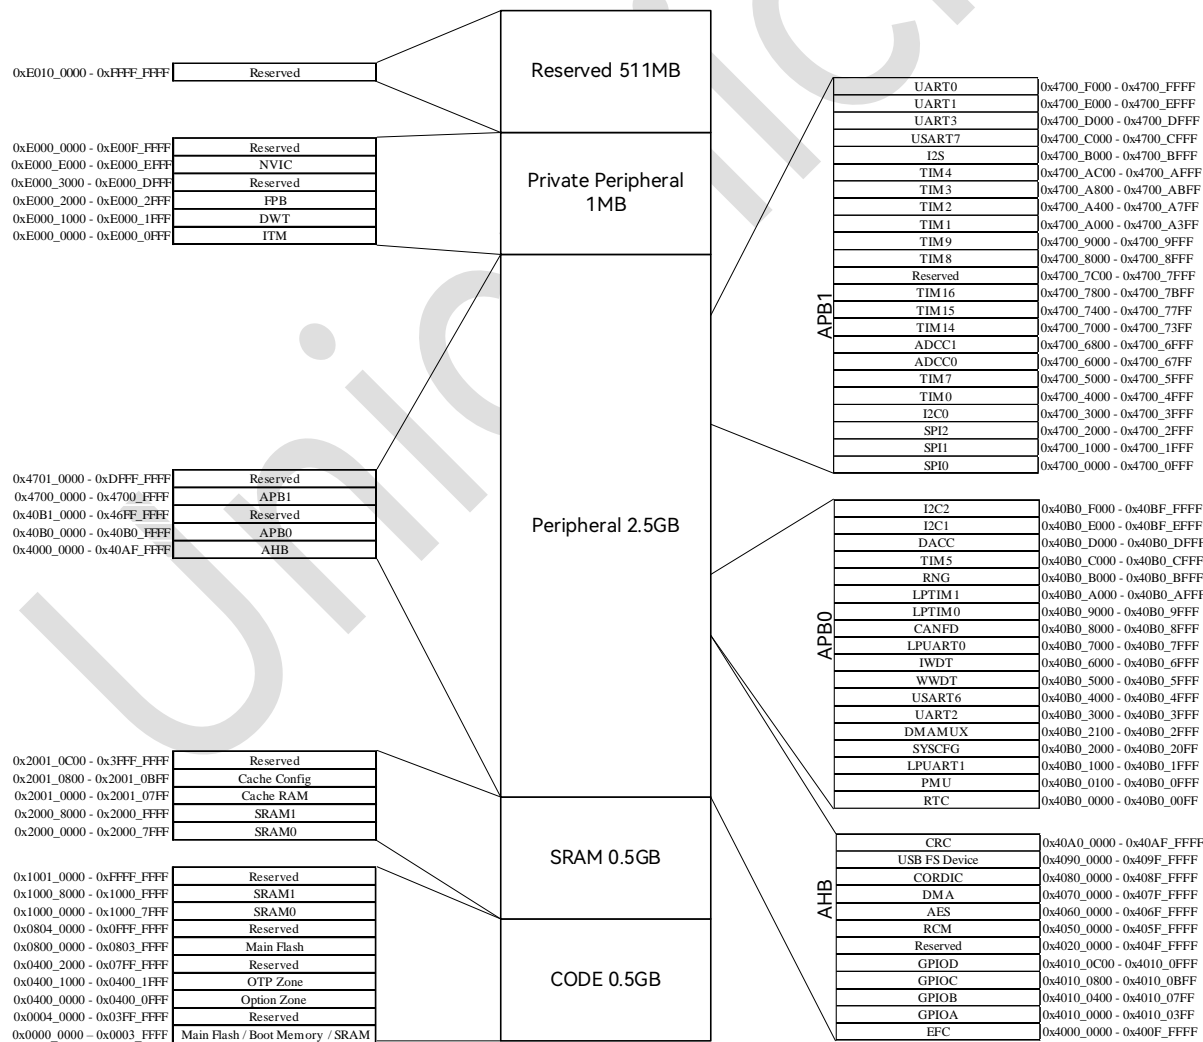 Reserved 511MB
0xE010_0000 - 0xFFFF_FFFF Reserved
Private Peripheral
1MB
0xE000_0000 - 0xE00F_FFFF Reserved
0xE000_E000 - 0xE000_EFFF NVIC
0xE000_3000 - 0xE000_DFFF Reserved
0xE000_2000 - 0xE000_2FFF FPB
0xE000_1000 - 0xE000_1FFF DWT
0xE000_0000 - 0xE000_0FFF ITM
Peripheral 2.5GB
0x4701_0000 - 0xDFFF_FFFF Reserved
0x4700_0000 - 0x4700_FFFF APB1
0x40B1_0000 - 0x46FF_FFFF Reserved
0x40B0_0000 - 0x40B0_FFFF APB0
0x4000_0000 - 0x40AF_FFFF AHB
SRAM 0.5GB
0x2001_0C00 - 0x3FFF_FFFF Reserved
0x2001_0800 - 0x2001_0BFF Cache Config
0x2001_0000 - 0x2001_07FF Cache RAM
0x2000_8000 - 0x2000_FFFF SRAM1
0x2000_0000 - 0x2000_7FFF SRAM0
CODE 0.5GB
0x1001_0000 - 0xFFFF_FFFF Reserved
0x1000_8000 - 0x1000_FFFF SRAM1
0x1000_0000 - 0x1000_7FFF SRAM0
0x0804_0000 - 0x0FFF_FFFF Reserved
0x0800_0000 - 0x0803_FFFF Main Flash
0x0400_2000 - 0x07FF_FFFF Reserved
0x0400_1000 - 0x0400_1FFF OTP Zone
0x0400_0000 - 0x0400_0FFF Option Zone
0x0004_0000 - 0x03FF_FFFF Reserved
0x0000_0000 – 0x0003_FFFF Main Flash / Boot Memory / SRAM
APB1
UART0 0x4700_F000 - 0x4700_FFFF
UART1 0x4700_E000 - 0x4700_EFFF
UART3 0x4700_D000 - 0x4700_DFFF
USART7 0x4700_C000 - 0x4700_CFFF
I2S 0x4700_B000 - 0x4700_BFFF
TIM4 0x4700_AC00 - 0x4700_AFFF
TIM3 0x4700_A800 - 0x4700_ABFF
TIM2 0x4700_A400 - 0x4700_A7FF
TIM1 0x4700_A000 - 0x4700_A3FF
TIM9 0x4700_9000 - 0x4700_9FFF
TIM8 0x4700_8000 - 0x4700_8FFF
Reserved 0x4700_7C00 - 0x4700_7FFF
TIM16 0x4700_7800 - 0x4700_7BFF
TIM15 0x4700_7400 - 0x4700_77FF
TIM14 0x4700_7000 - 0x4700_73FF
ADCC1 0x4700_6800 - 0x4700_6FFF
ADCC0 0x4700_6000 - 0x4700_67FF
TIM7 0x4700_5000 - 0x4700_5FFF
TIM0 0x4700_4000 - 0x4700_4FFF
I2C0 0x4700_3000 - 0x4700_3FFF
SPI2 0x4700_2000 - 0x4700_2FFF
SPI1 0x4700_1000 - 0x4700_1FFF
SPI0 0x4700_0000 - 0x4700_0FFF
APB0
I2C2 0x40B0_F000 - 0x40BF_FFFF
I2C1 0x40B0_E000 - 0x40BF_EFFF
DACC 0x40B0_D000 - 0x40B0_DFFF
TIM5 0x40B0_C000 - 0x40B0_CFFF
RNG 0x40B0_B000 - 0x40B0_BFFF
LPTIM1 0x40B0_A000 - 0x40B0_AFFF
LPTIM0 0x40B0_9000 - 0x40B0_9FFF
CANFD 0x40B0_8000 - 0x40B0_8FFF
LPUART0 0x40B0_7000 - 0x40B0_7FFF
IWDT 0x40B0_6000 - 0x40B0_6FFF
WWDT 0x40B0_5000 - 0x40B0_5FFF
USART6 0x40B0_4000 - 0x40B0_4FFF
UART2 0x40B0_3000 - 0x40B0_3FFF
DMAMUX 0x40B0_2100 - 0x40B0_2FFF
SYSCFG 0x40B0_2000 - 0x40B0_20FF
LPUART1 0x40B0_1000 - 0x40B0_1FFF
PMU 0x40B0_0100 - 0x40B0_0FFF
RTC 0x40B0_0000 - 0x40B0_00FF
AHB
CRC 0x40A0_0000 - 0x40AF_FFFF
USB FS Device 0x4090_0000 - 0x409F_FFFF
CORDIC 0x4080_0000 - 0x408F_FFFF
DMA 0x4070_0000 - 0x407F_FFFF
AES 0x4060_0000 - 0x406F_FFFF
RCM 0x4050_0000 - 0x405F_FFFF
Reserved 0x4020_0000 - 0x404F_FFFF
GPIOD 0x4010_0C00 - 0x4010_0FFF
GPIOC 0x4010_0800 - 0x4010_0BFF
GPIOB 0x4010_0400 - 0x4010_07FF
GPIOA 0x4010_0000 - 0x4010_03FF
EFC 0x4000_0000 - 0x400F_FFFF